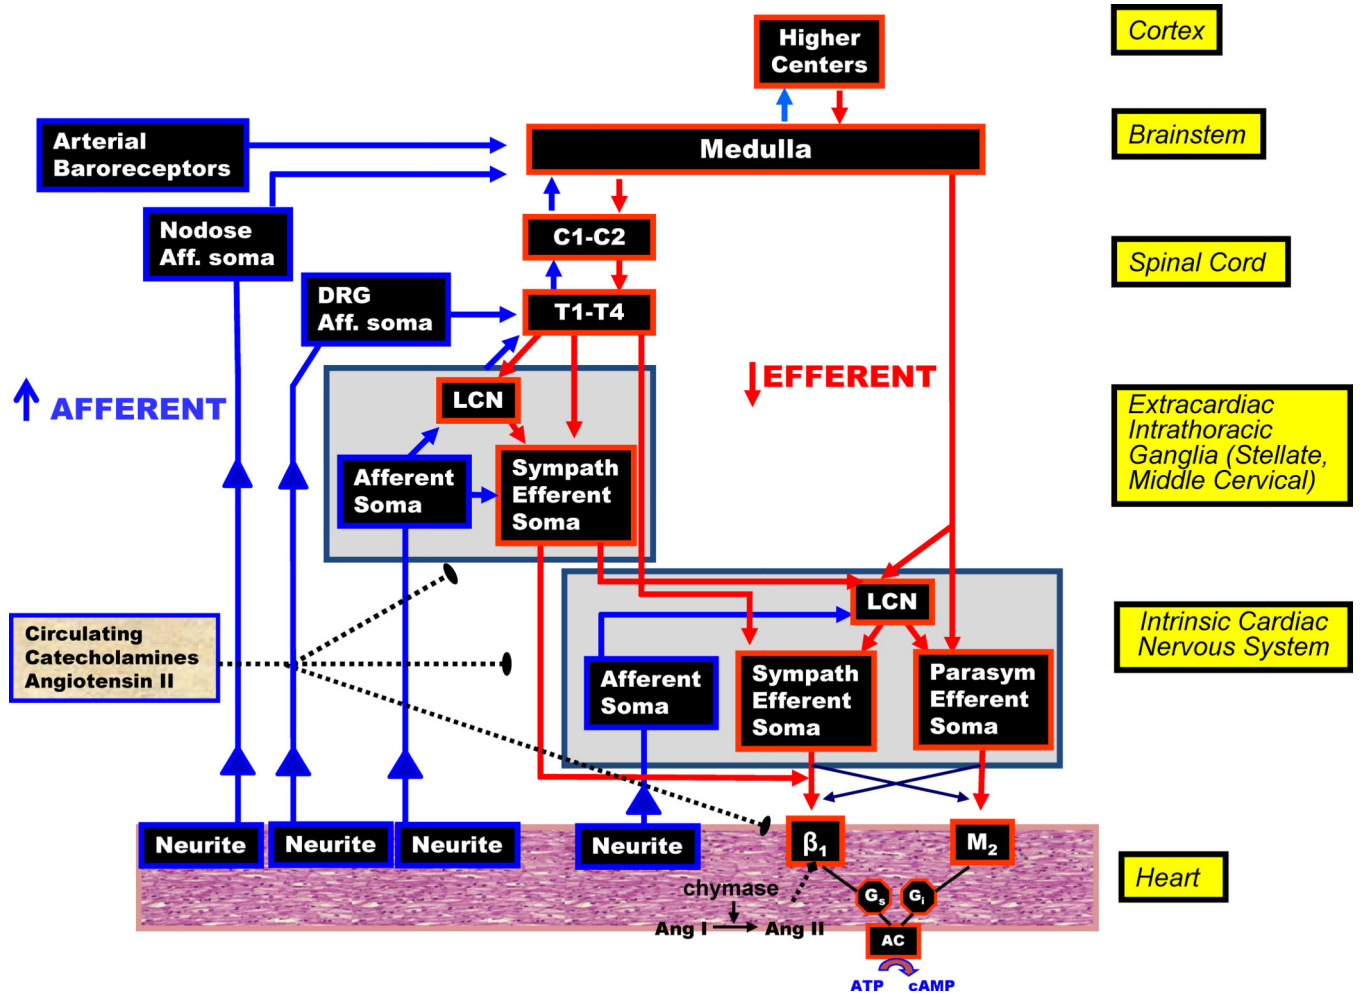 Higher
Centers
Cortex
Arterial
Baroreceptors
Medulla
Brainstem
Nodose
Aff. soma
C1-C2
Spinal Cord
DRG
Aff. soma
T1-T4
AFFERENT
EFFERENT
LCN
Afferent
Soma
Sympath
Efferent
Soma
Extracardiac
Intrathoracic
Ganglia (Stellate,
Middle Cervical)
Circulating
Catecholamines
Angiotensin II
LCN
Afferent
Soma
Sympath
Efferent
Soma
Parasym
Efferent
Soma
Intrinsic Cardiac
Nervous System
Neurite
Neurite
Neurite
Neurite
β1
M2
Heart
chymase
Gs
Gi
Ang I
Ang II
AC
ATP
cAMP